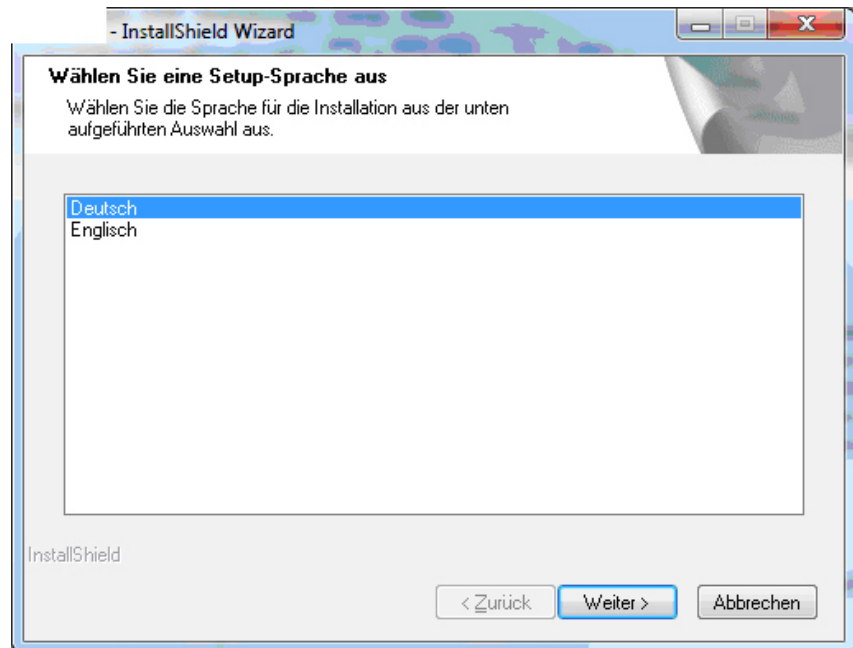 - InstallShield Wizard
Wählen Sie eine Setup-Sprache aus
Wählen Sie die Sprache für die Installation aus der unten
aufgeführten Auswahl aus.
Deutsch
Englisch
InstallShield
< Zurück
Weiter >
Abbrechen